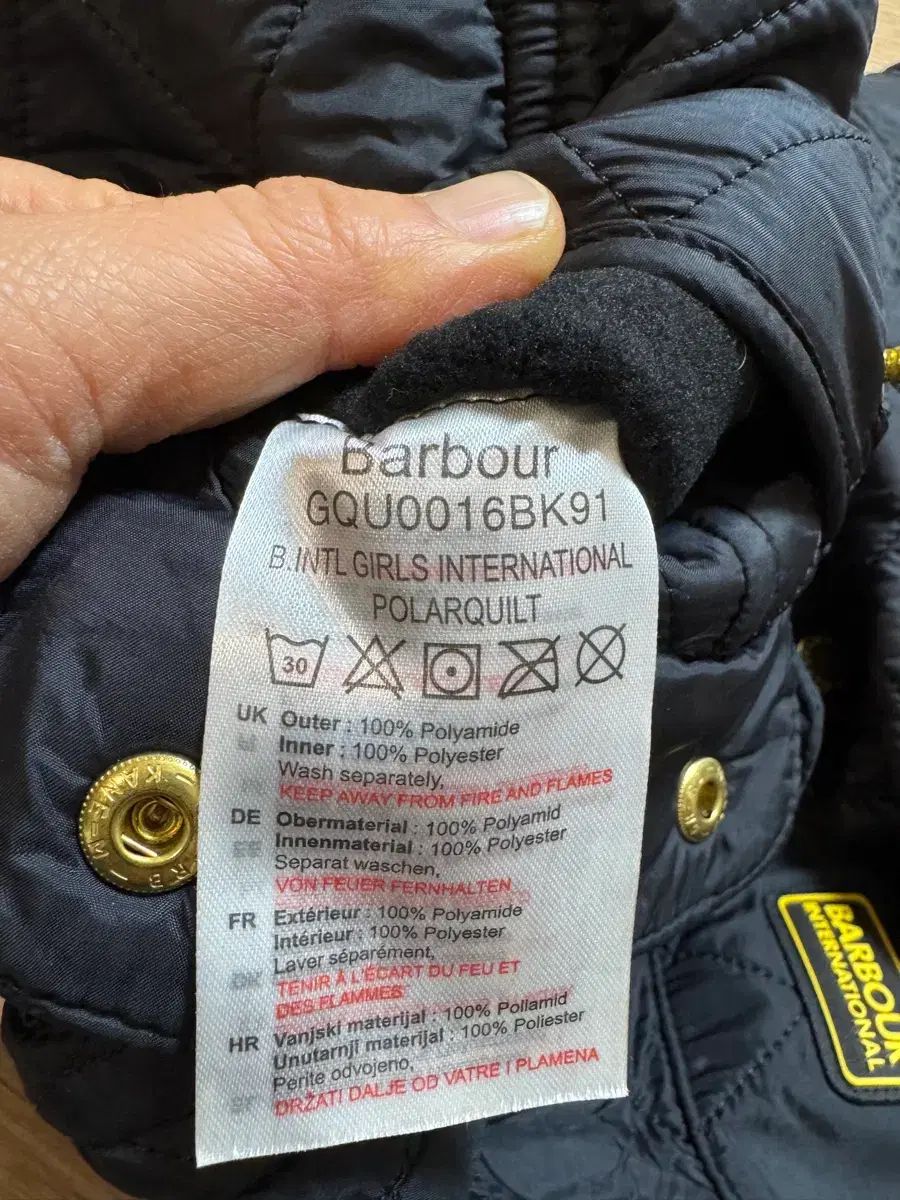 Barbour
GQU0016BK91
B.INTL GIRLS INTERNATIONAL
POLARQUILT
30
UK Outer : 100% Polyamide
Inner : 100% Polyester
Wash separately,
KEEP AWAY FROM FIRE AND FLAMES
DE Obermaterial : 100% Polyamid
Innenmaterial : 100% Polyester
Separat waschen,
VON FEUER FERNHALTEN
FR Extérieur : 100% Polyamide
Intérieur : 100% Polyester
Laver séparément,
TENIR À L'ÉCART DU FEU ET
DES FLAMMES
HR Vanjski materijal : 100% Poliamid
Unutarnji materijal : 100% Poliester
Perite odvojeno,
DRŽATI DALJE OD VATRE I PLAMENA
BARBOUR
INTERNATIONAL